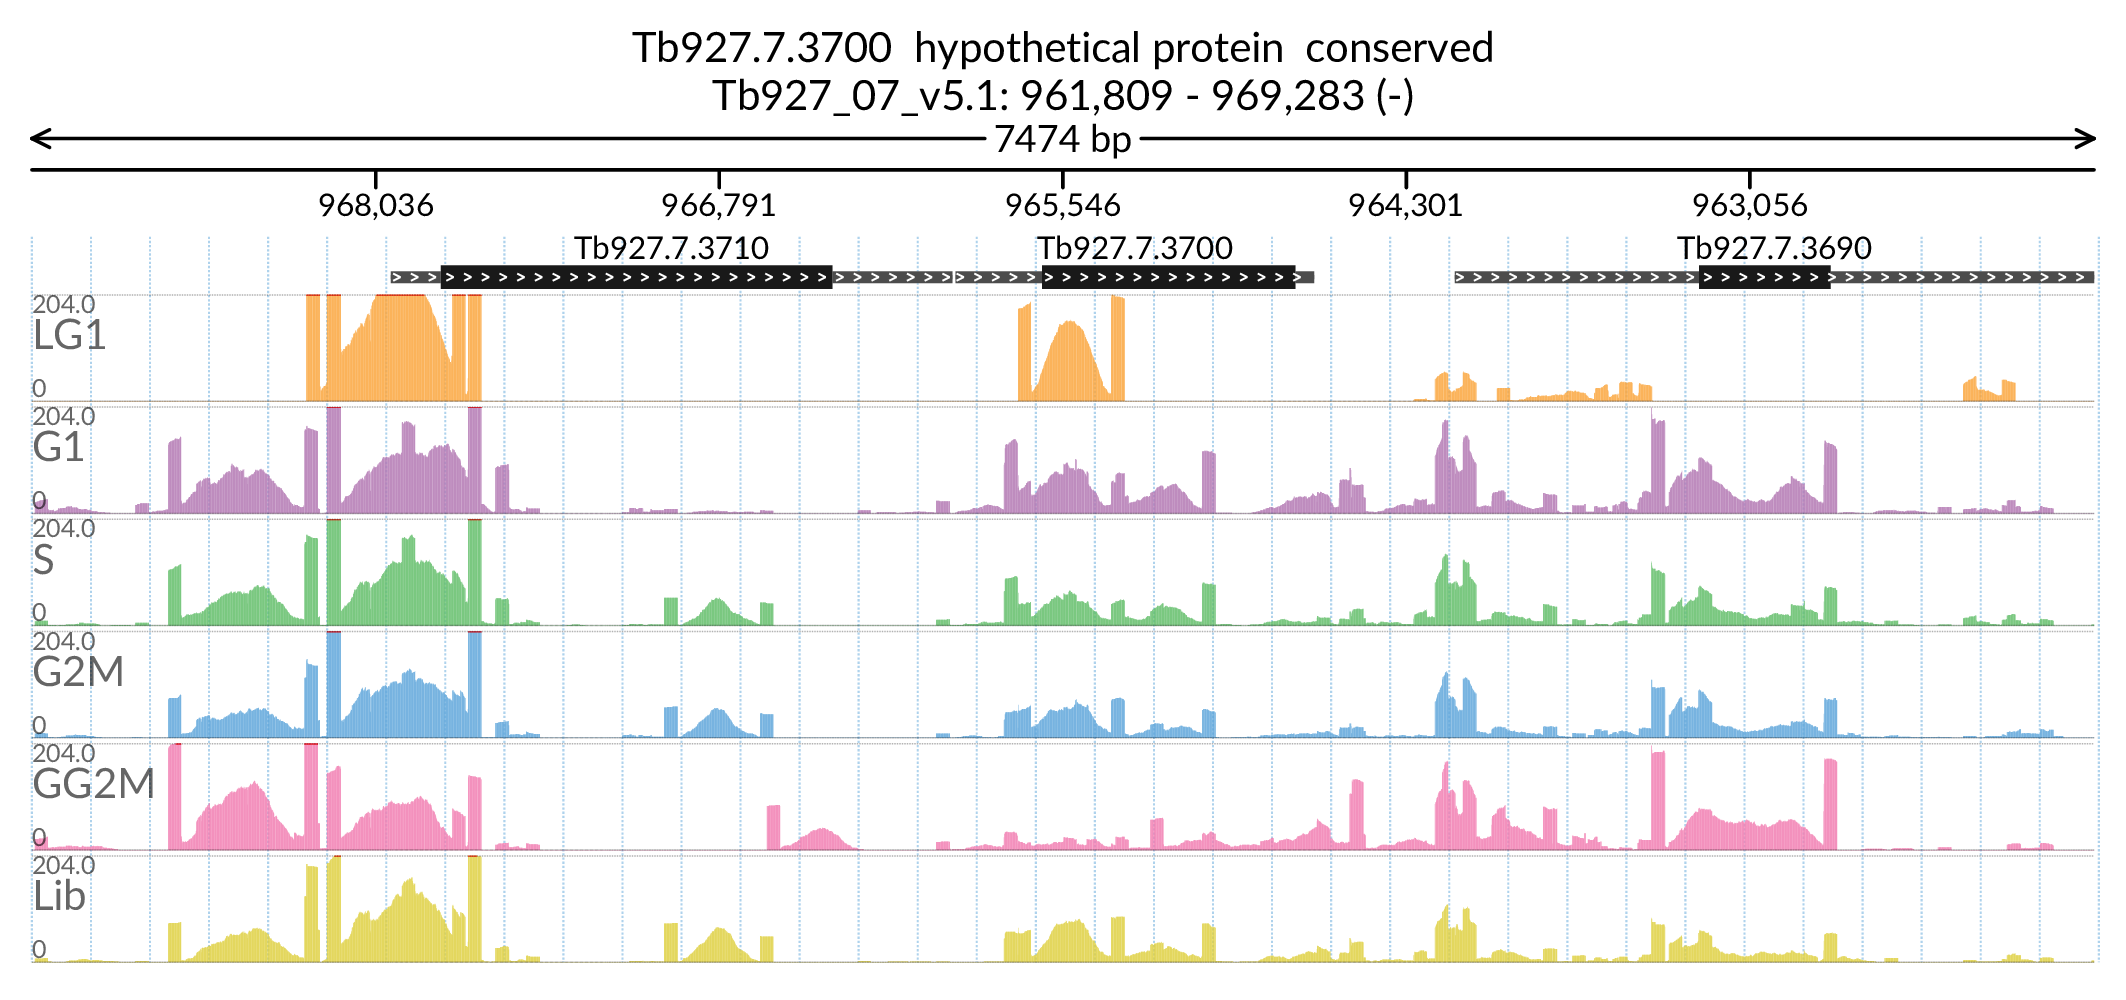 Tb927.7.3700 hypothetical protein conserved
Tb927_07_v5.1: 961,809 - 969,283 (-)
7474 bp
968,036 966,791 965,546 964,301 963,056
Tb927.7.3710 Tb927.7.3700 Tb927.7.3690
204.0
LG1
0
204.0
G1
0
204.0
S
0
204.0
G2M
0
204.0
GG2M
0
204.0
Lib
0